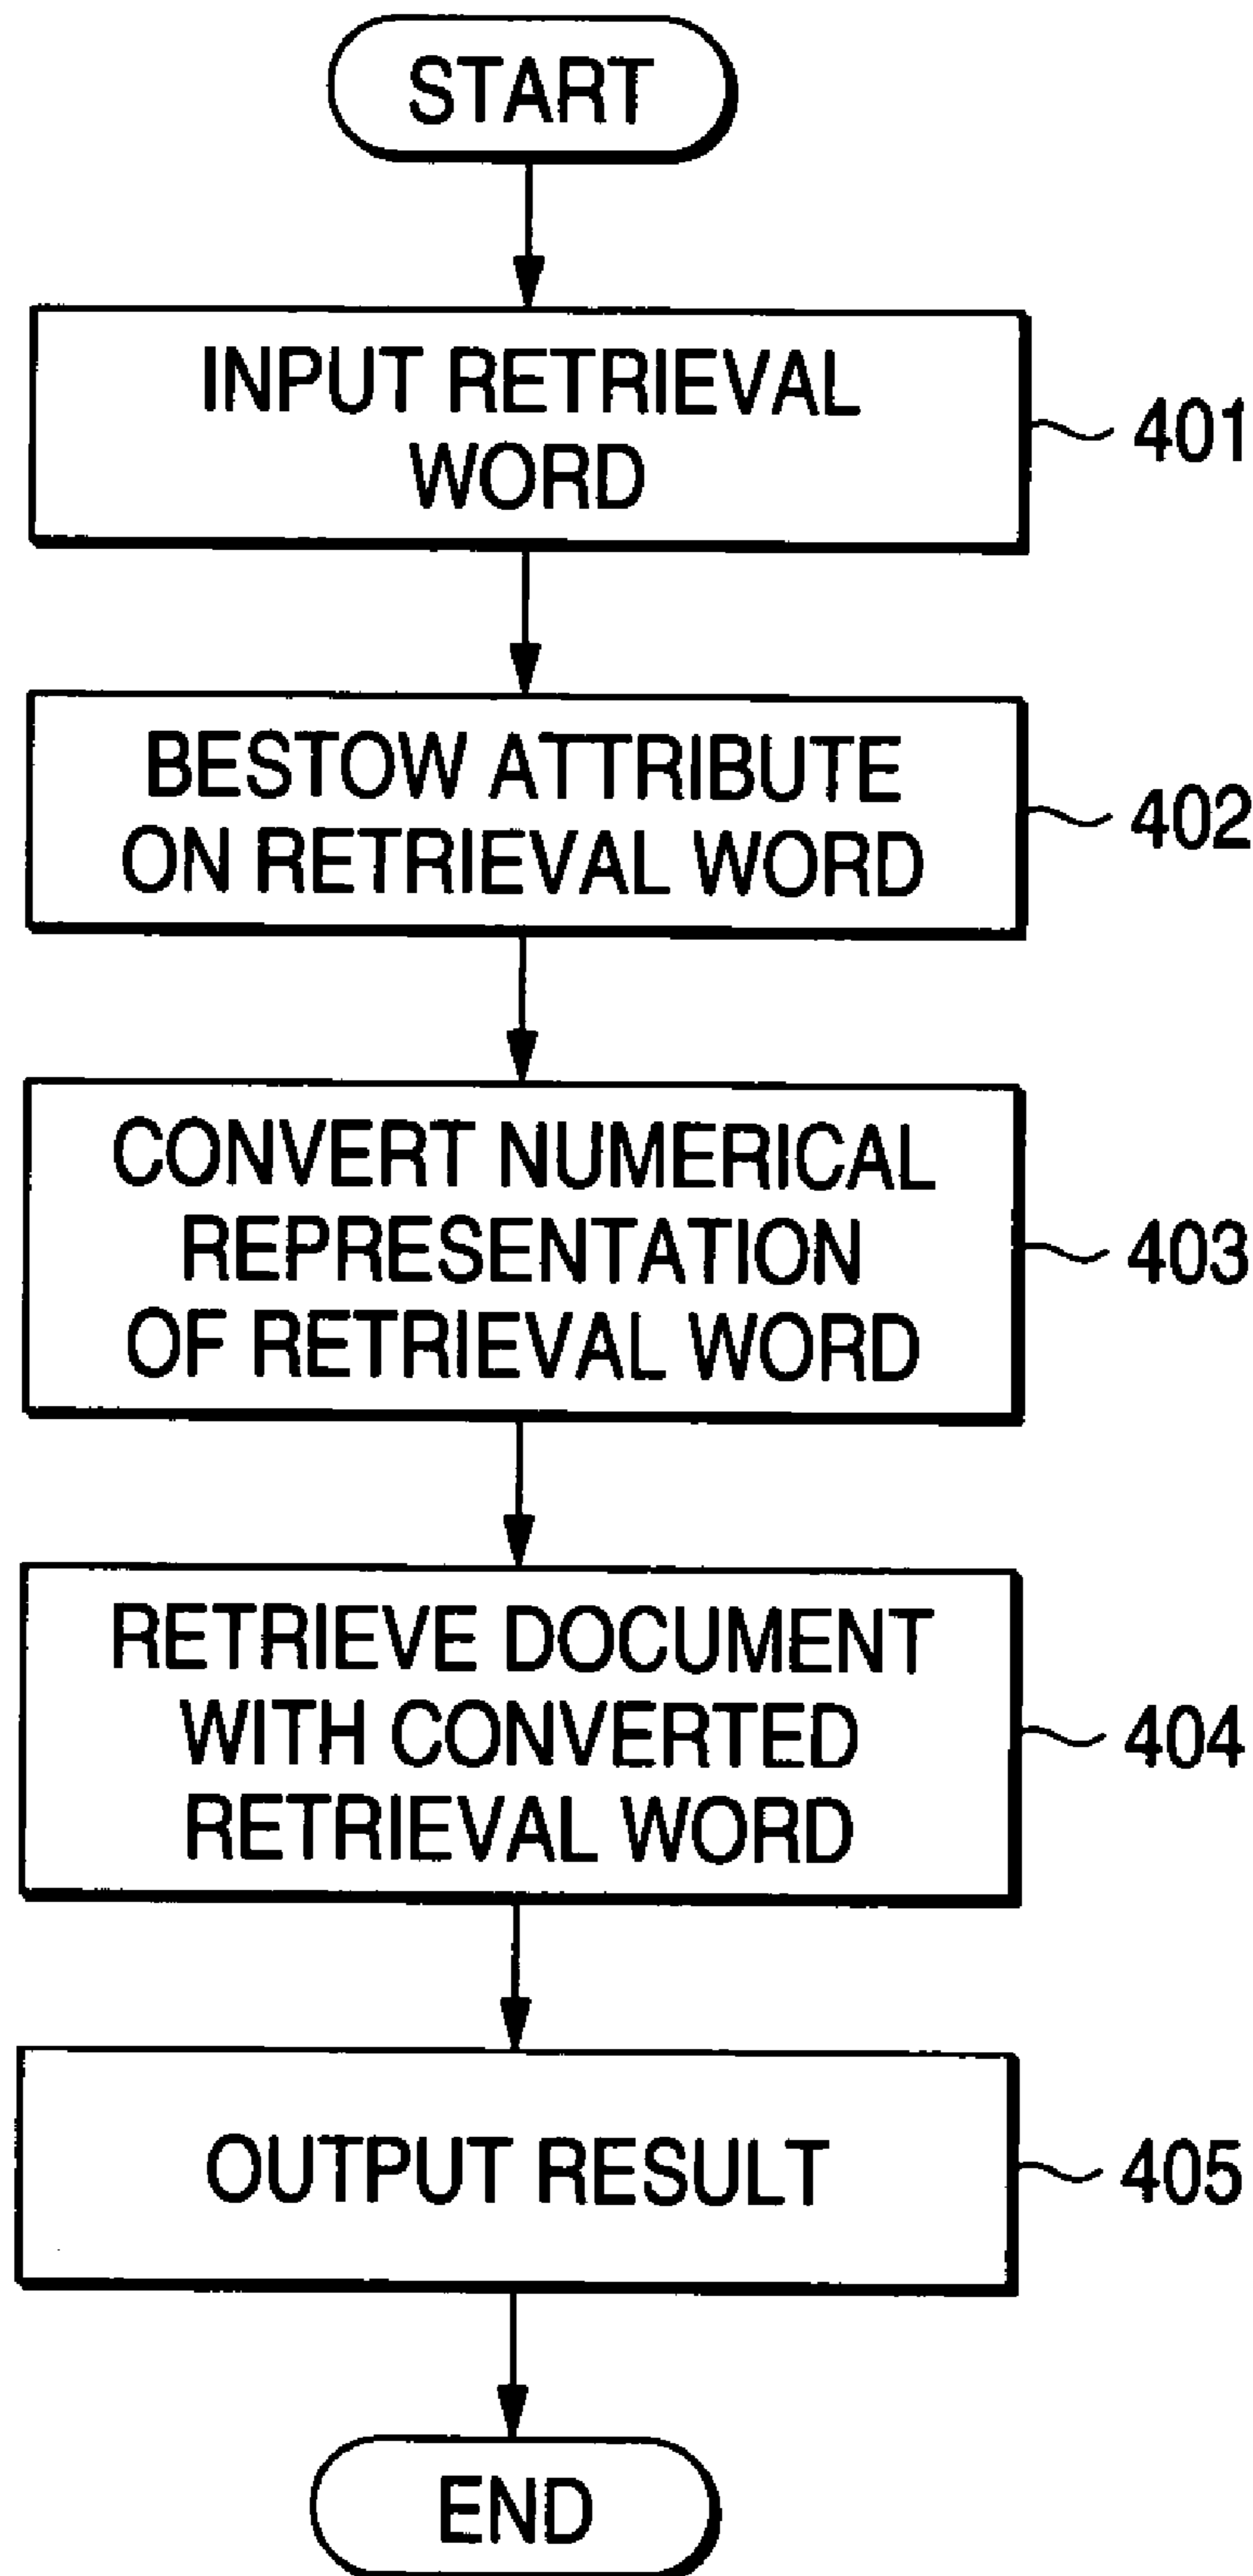 START
INPUT RETRIEVAL
WORD
401
BESTOW ATTRIBUTE
ON RETRIEVAL WORD
402
CONVERT NUMERICAL
REPRESENTATION
OF RETRIEVAL WORD
403
RETRIEVE DOCUMENT
WITH CONVERTED
RETRIEVAL WORD
404
OUTPUT RESULT
405
END